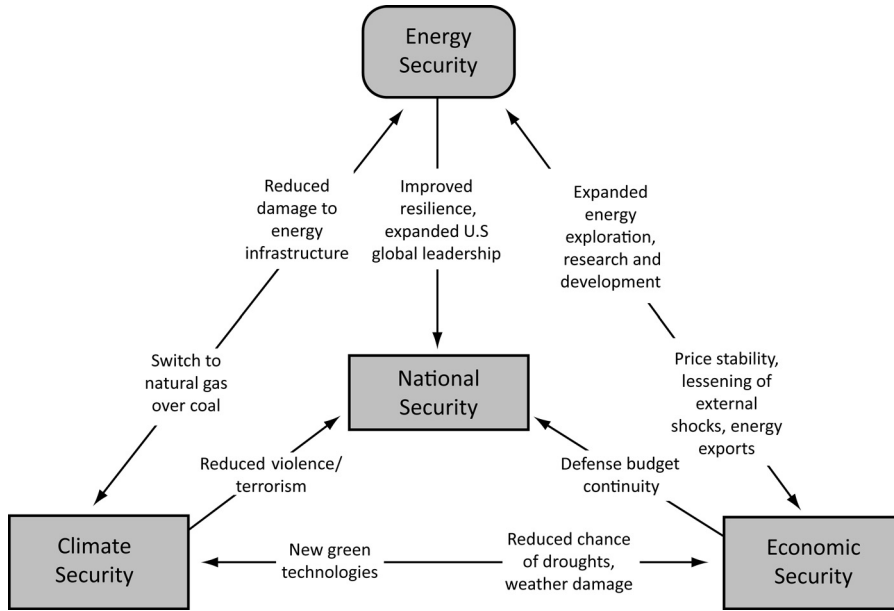 Energy
Security
Reduced
damage to
energy
infrastructure
Improved
resilience,
expanded U.S
global leadership
Expanded
energy
exploration,
research and
development
Switch to
natural gas
over coal
National
Security
Price stability,
lessening of
external
shocks, energy
exports
Reduced violence/
terrorism
Defense budget
continuity
Climate
Security
New green
technologies
Reduced chance
of droughts,
weather damage
Economic
Security